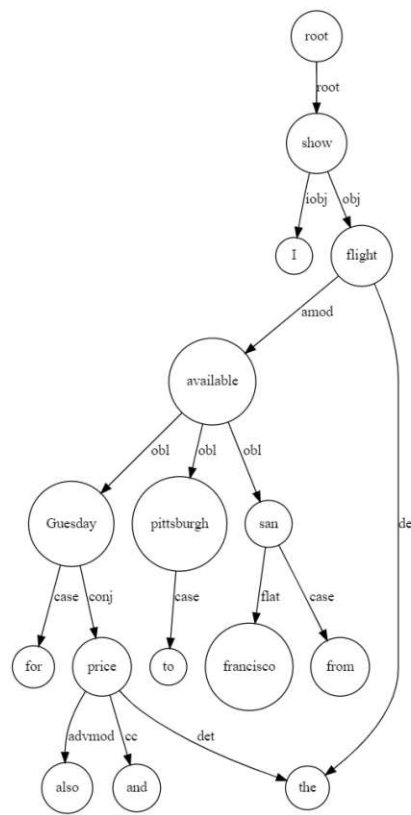 root
root
show
iobj obj
I flight
amod
available
obl obl obl
Guesday pittsburgh san
de
case conj case flat case
for price to francisco from
advmod cc det
also and the